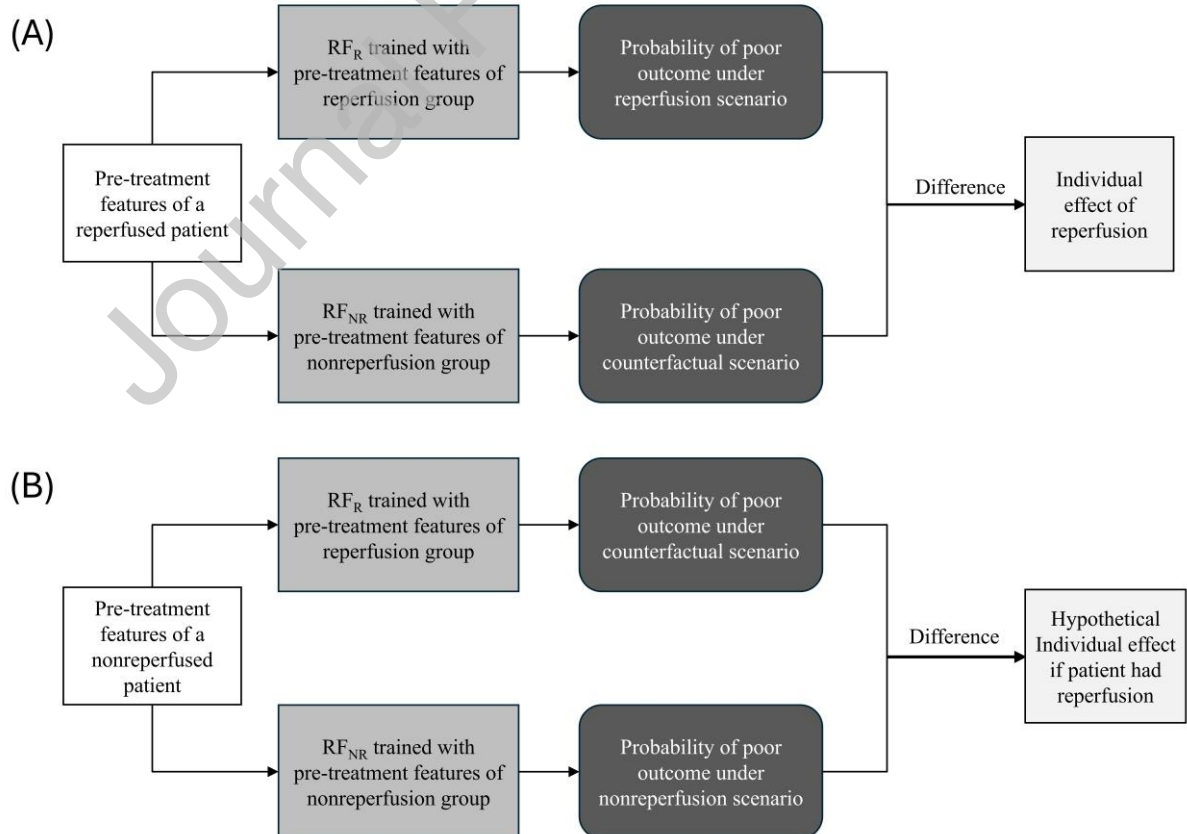 (A)
RF_R trained with
pre-treatment features of
reperfusion group
Probability of poor
outcome under
reperfusion scenario
Pre-treatment
features of a
reperfused patient
Difference
Individual
effect of
reperfusion
RF_NR trained with
pre-treatment features of
nonreperfusion group
Probability of poor
outcome under
counterfactual scenario
Journal P
(B)
RF_R trained with
pre-treatment features of
reperfusion group
Probability of poor
outcome under
counterfactual scenario
Pre-treatment
features of a
nonreperfused
patient
Difference
Hypothetical
Individual effect
if patient had
reperfusion
RF_NR trained with
pre-treatment features of
nonreperfusion group
Probability of poor
outcome under
nonreperfusion scenario